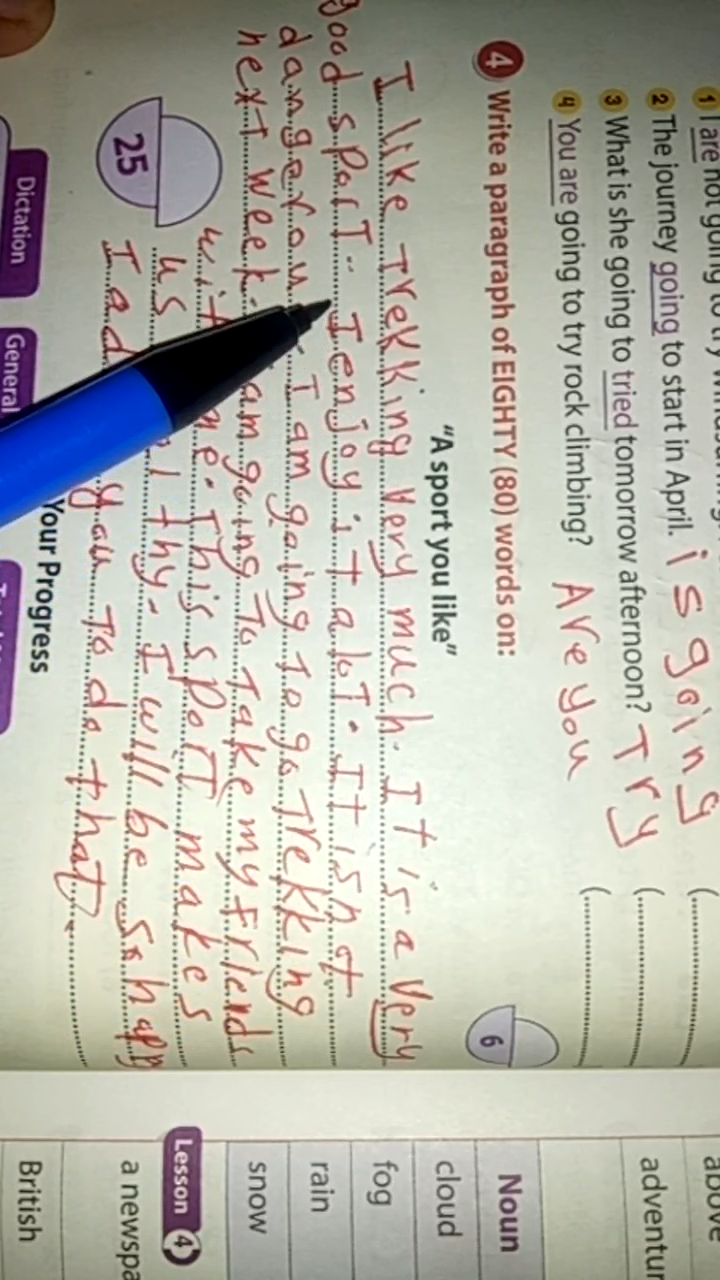 1 I are not going to try
2 The journey going to start in April. is going (
3 What is she going to tried tomorrow afternoon? Try (
4 You are going to try rock climbing? Are you (
4 Write a paragraph of EIGHTY (80) words on:
6
"A sport you like"
I like Trekking very much. It is a very
good sport. I enjoy it a lot. It is not
I am going to go Trekking
next week. am going to take my friends
This sport makes
us I will be so happy
you to do that.
25
Your Progress
Dictation
General
above
adventur
Noun
cloud
fog
rain
snow
Lesson 4
a newspa
British